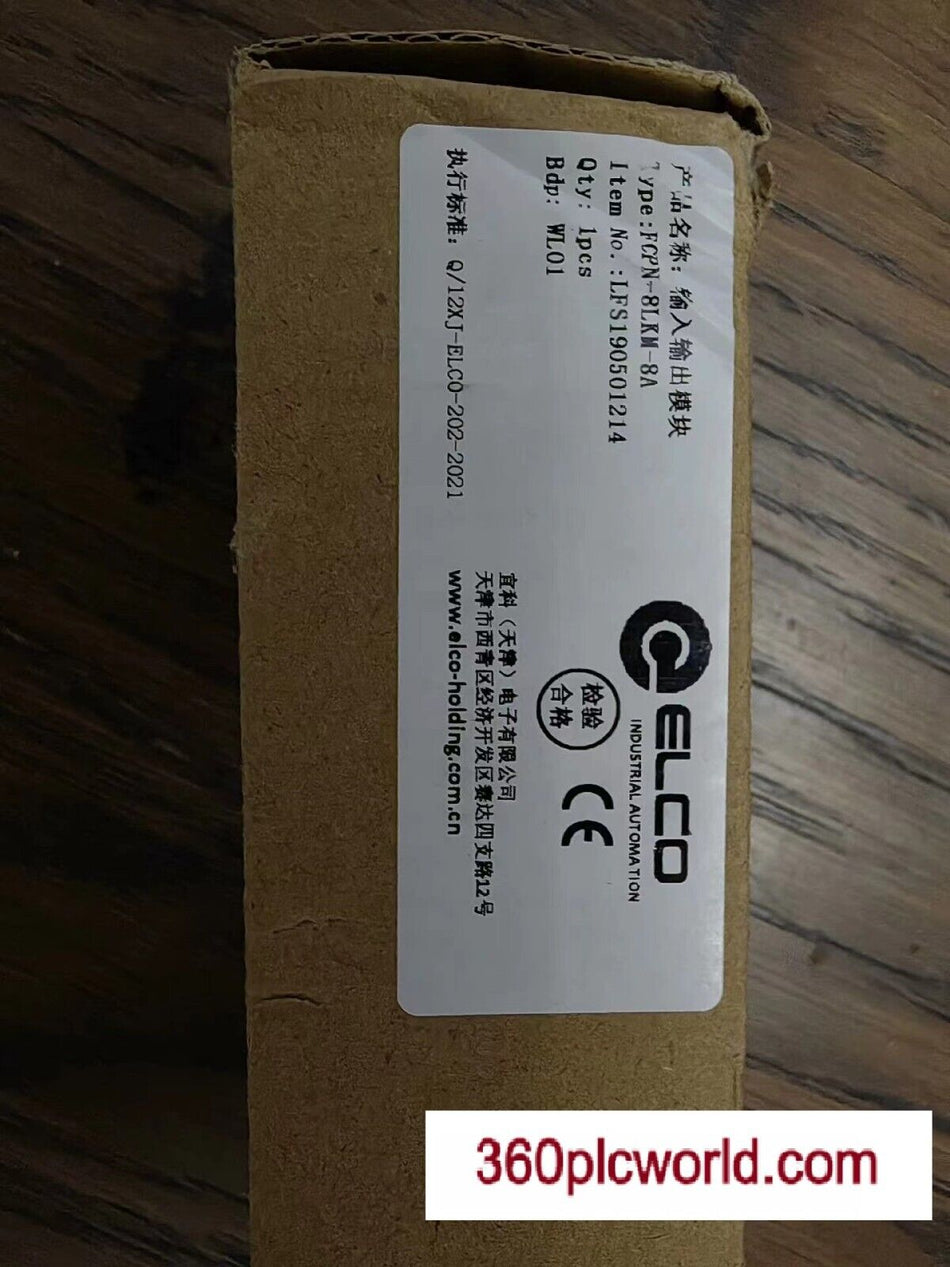 产品名称: 输入输出模块
Type:FCPN-8LKM-8A
Item No.:LFS190501214
Qty: 1pcs
Bdp: WL01
执行标准: Q/12XJ-ELCO-202-2021
ELCO
INDUSTRIAL AUTOMATION
检验
合格
CE
宜科（天津）电子有限公司
天津市西青区经济开发区赛达四支路12号
www.elco-holding.com.cn
360plcworld.com